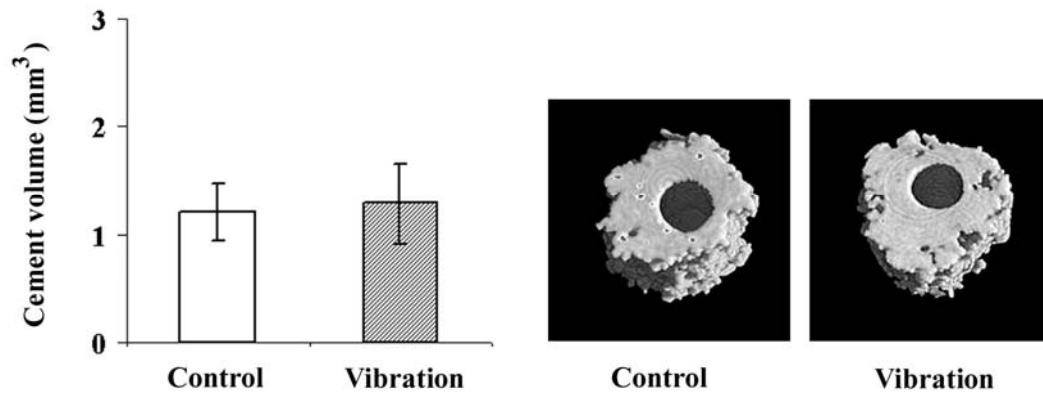 3
2
1
0
Cement volume (mm³)
Control
Vibration
Control
Vibration